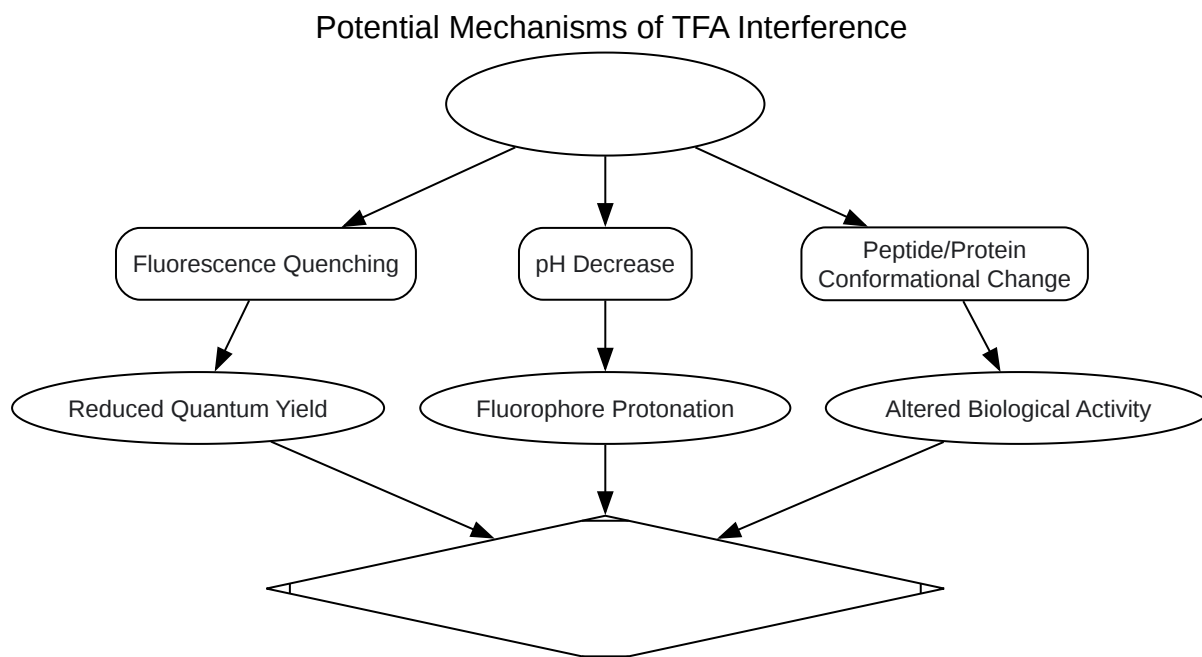 Potential Mechanisms of TFA Interference
Fluorescence Quenching
pH Decrease
Peptide/Protein
Conformational Change
Reduced Quantum Yield
Fluorophore Protonation
Altered Biological Activity